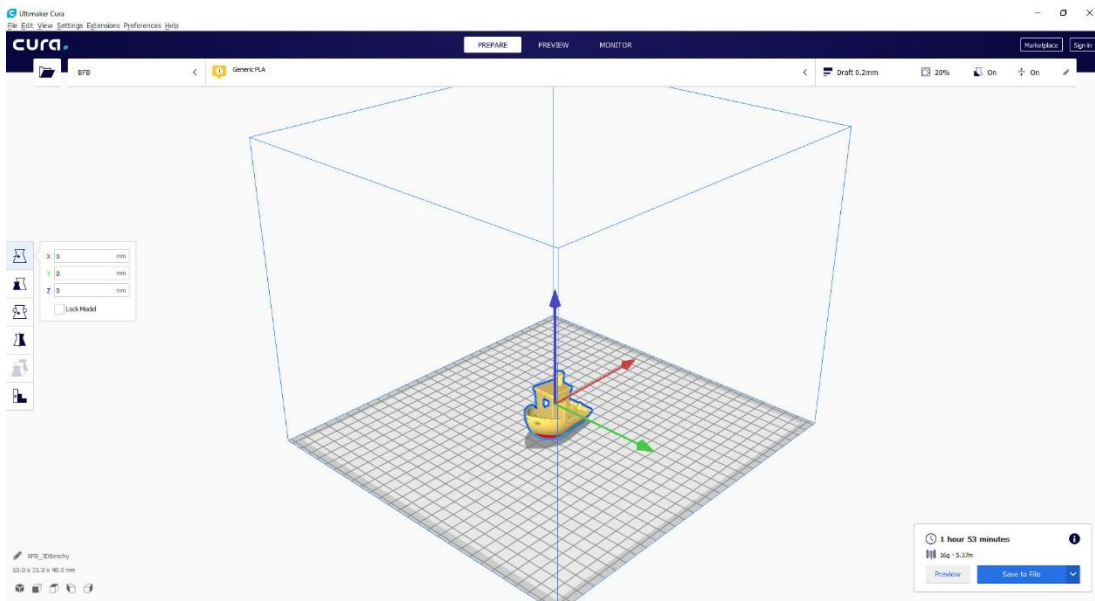 Ultimaker Cura
File Edit View Settings Extensions Preferences Help
cura.
PREPARE PREVIEW MONITOR
Marketplace Sign in
BFB
Generic PLA
Draft 0.2mm 20% On On
X 0 mm
Y 0 mm
Z 0 mm
Lock Model
BFB_3DBenchy
60.0 x 31.0 x 48.0 mm
1 hour 53 minutes
16g · 5.37m
Preview Save to File